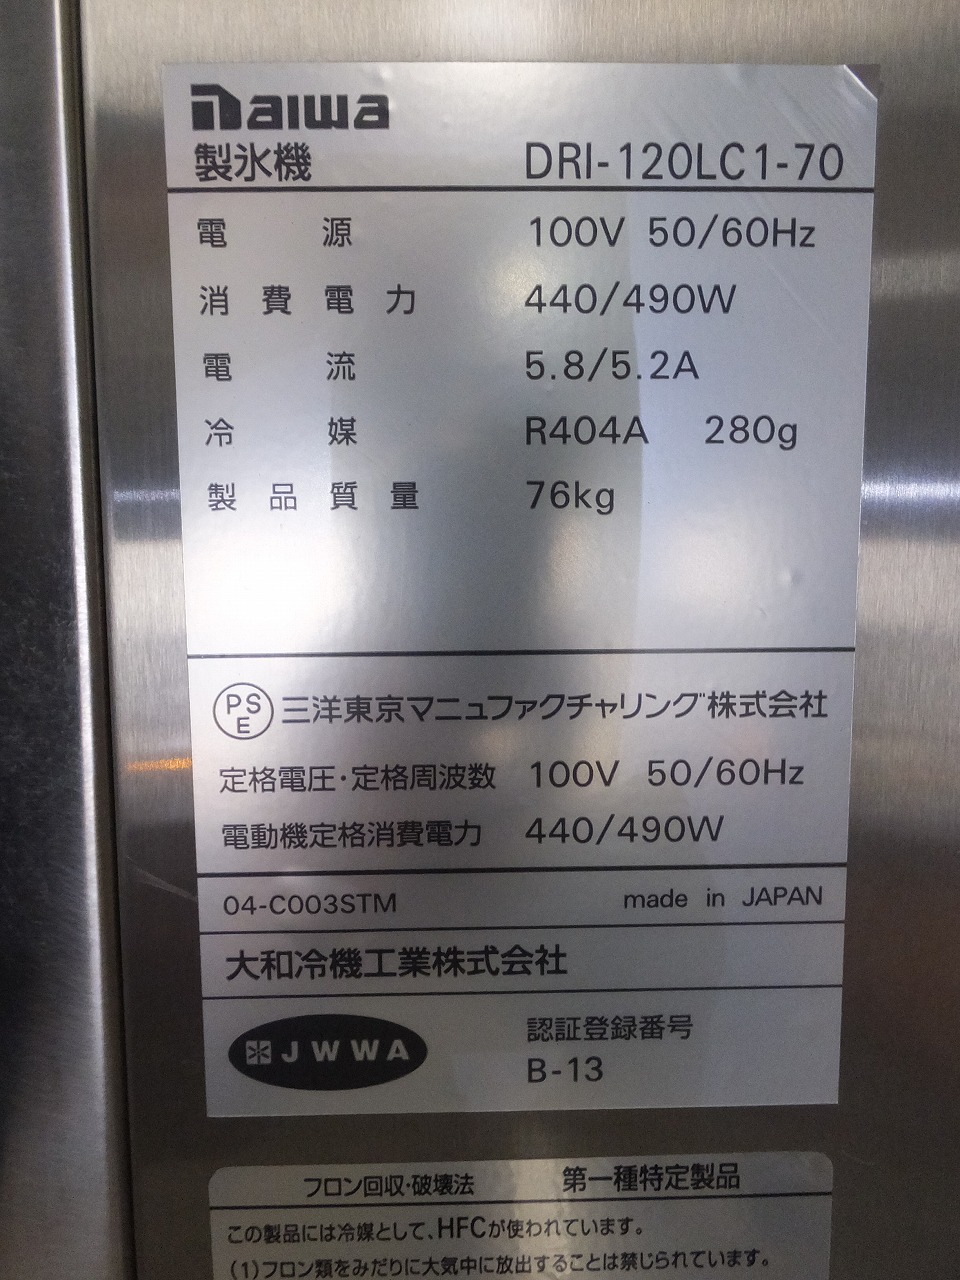 Daiwa
製氷機 DRI-120LC1-70
電源 100V 50/60Hz
消費電力 440/490W
電流 5.8/5.2A
冷媒 R404A 280g
製品質量 76kg
PSE 三洋東京マニュファクチャリング株式会社
定格電圧・定格周波数 100V 50/60Hz
電動機定格消費電力 440/490W
04-C003STM made in JAPAN
大和冷機工業株式会社
JWWA 認証登録番号
B-13
フロン回収・破壊法 第一種特定製品
この製品には冷媒として、HFCが使われています。
(1)フロン類をみだりに大気中に放出することは禁じられています。